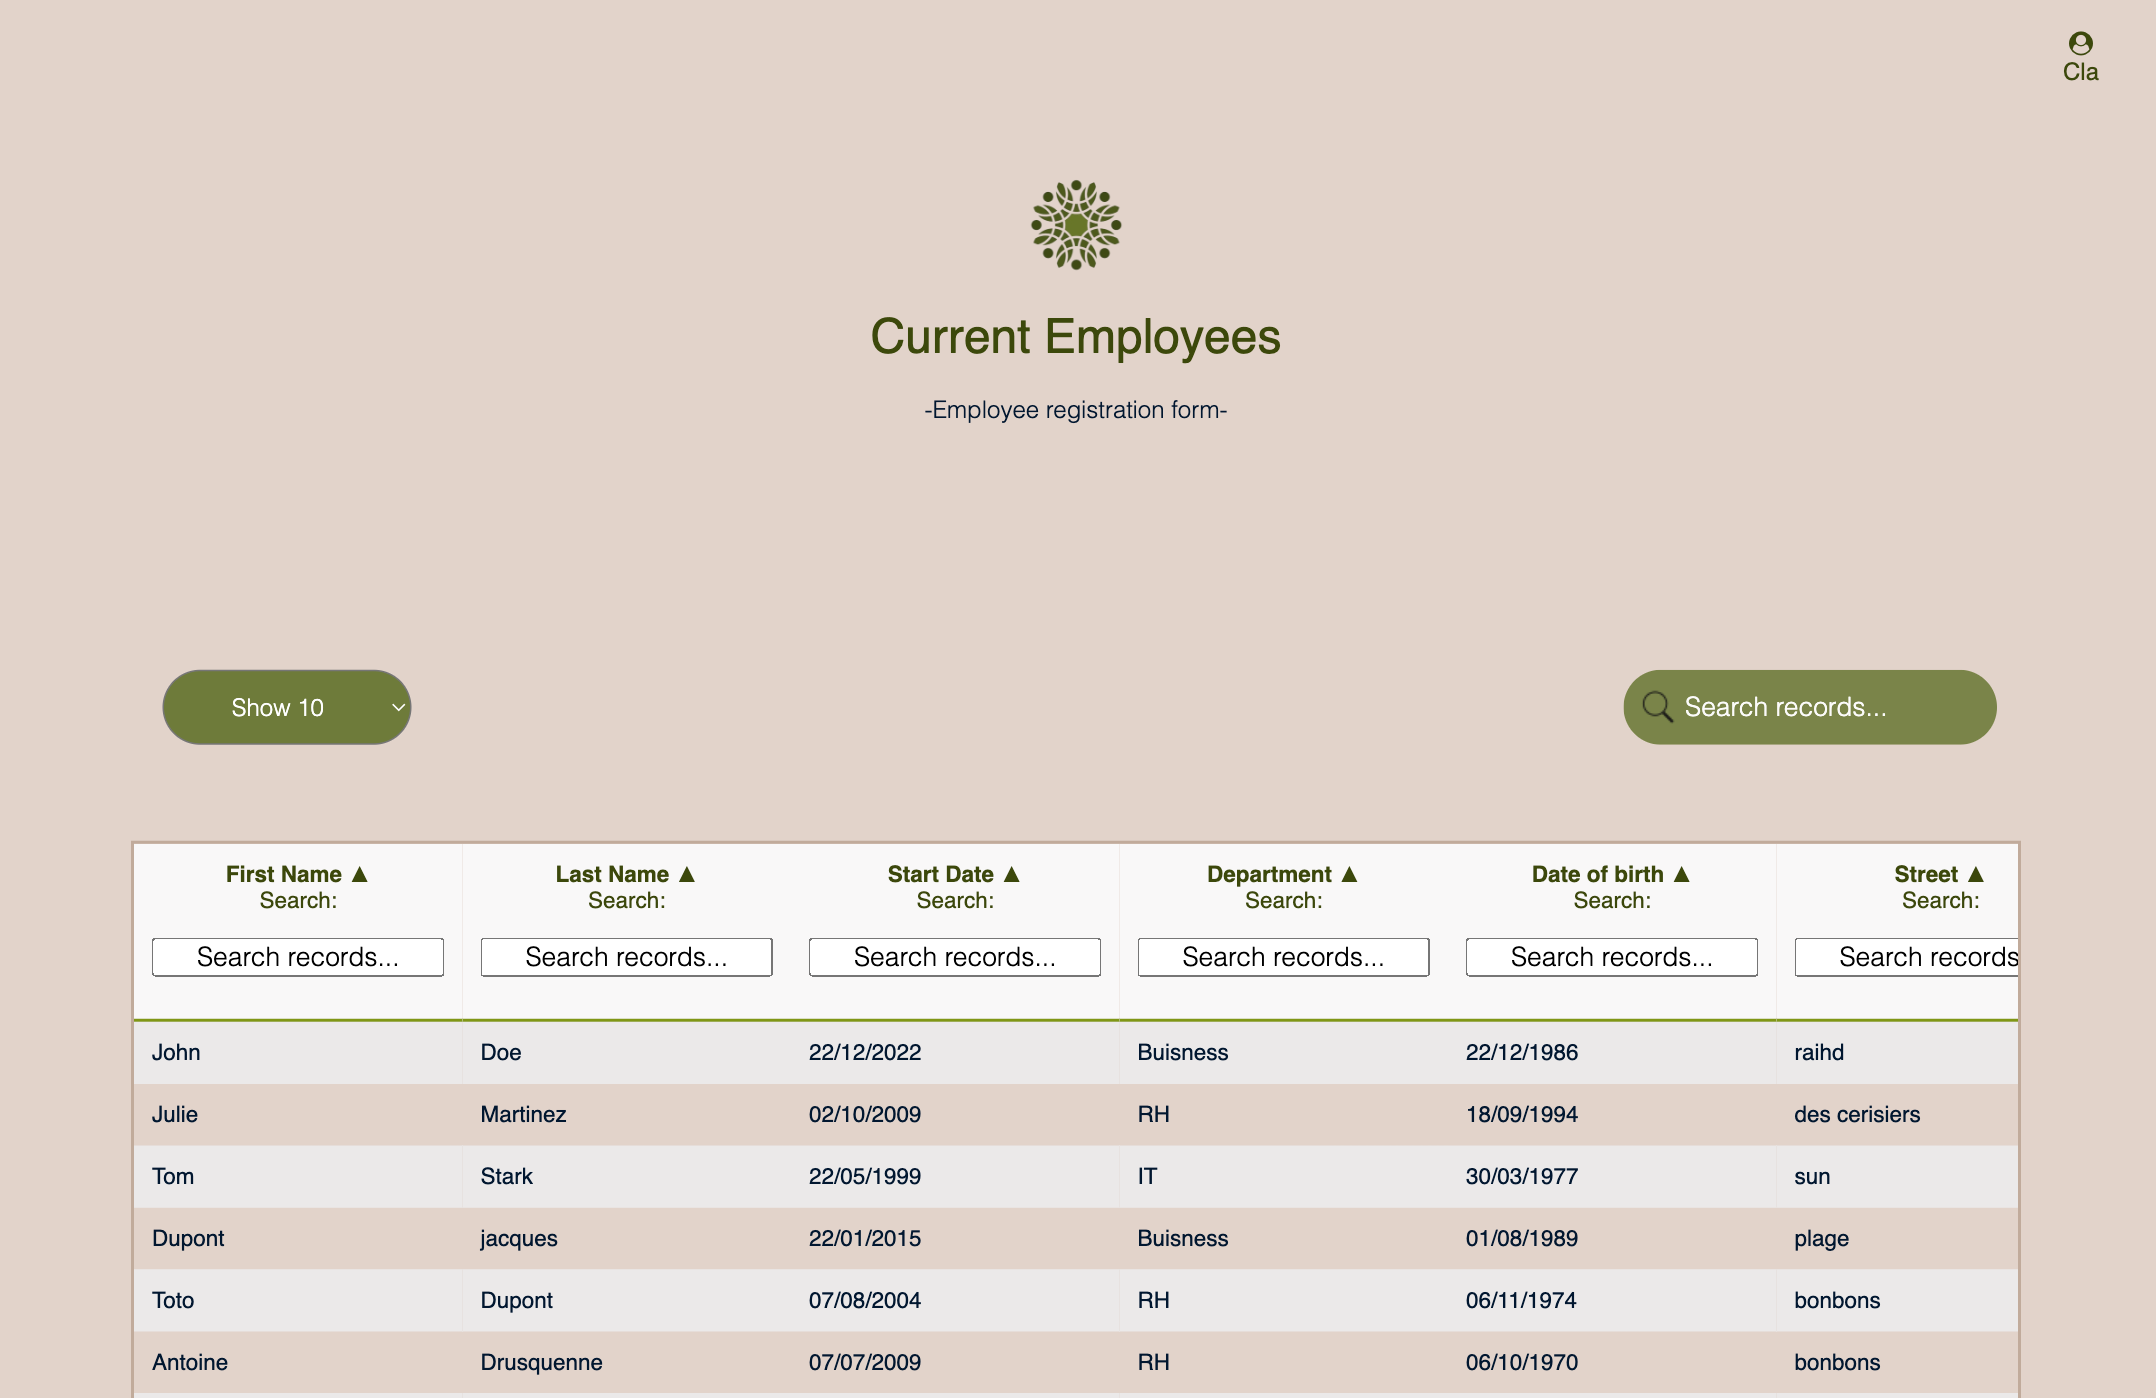 Cla
Current Employees
-Employee registration form-
Show 10
Search records...
First Name ▲ Last Name ▲ Start Date ▲ Department ▲ Date of birth ▲ Street ▲
Search: Search: Search: Search: Search: Search:
Search records... Search records... Search records... Search records... Search records... Search records
John Doe 22/12/2022 Buisness 22/12/1986 raihd
Julie Martinez 02/10/2009 RH 18/09/1994 des cerisiers
Tom Stark 22/05/1999 IT 30/03/1977 sun
Dupont jacques 22/01/2015 Buisness 01/08/1989 plage
Toto Dupont 07/08/2004 RH 06/11/1974 bonbons
Antoine Drusquenne 07/07/2009 RH 06/10/1970 bonbons